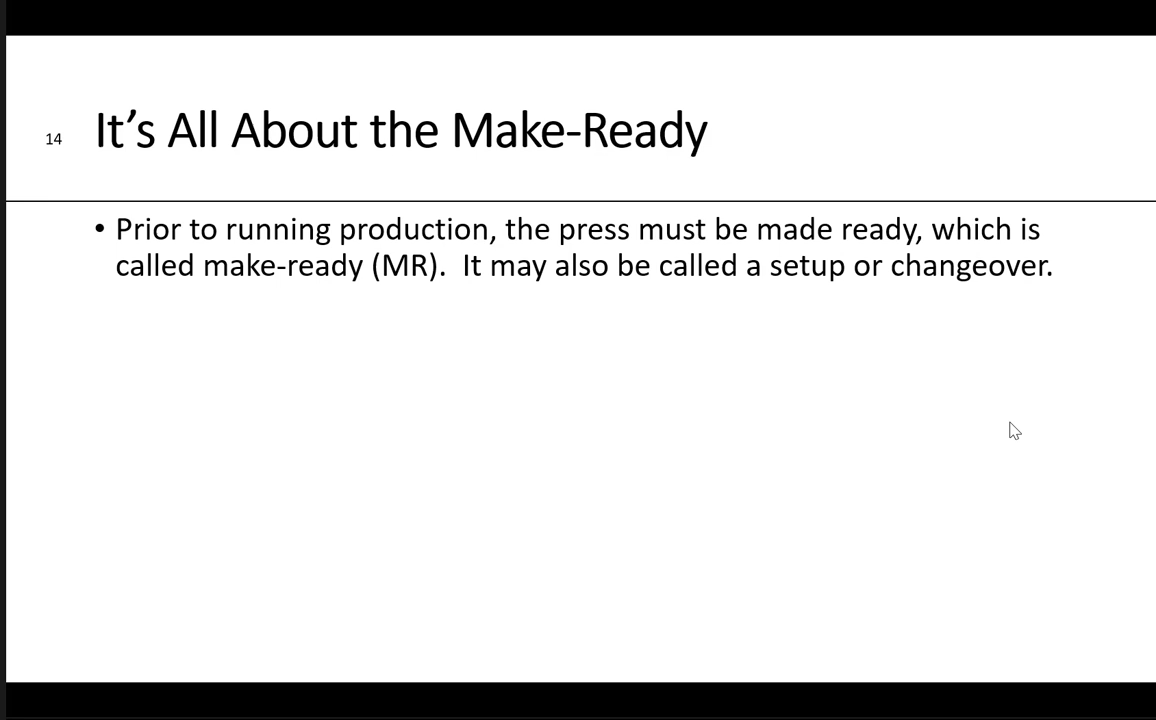 14
It’s All About the Make-Ready
• Prior to running production, the press must be made ready, which is
called make-ready (MR).  It may also be called a setup or changeover.